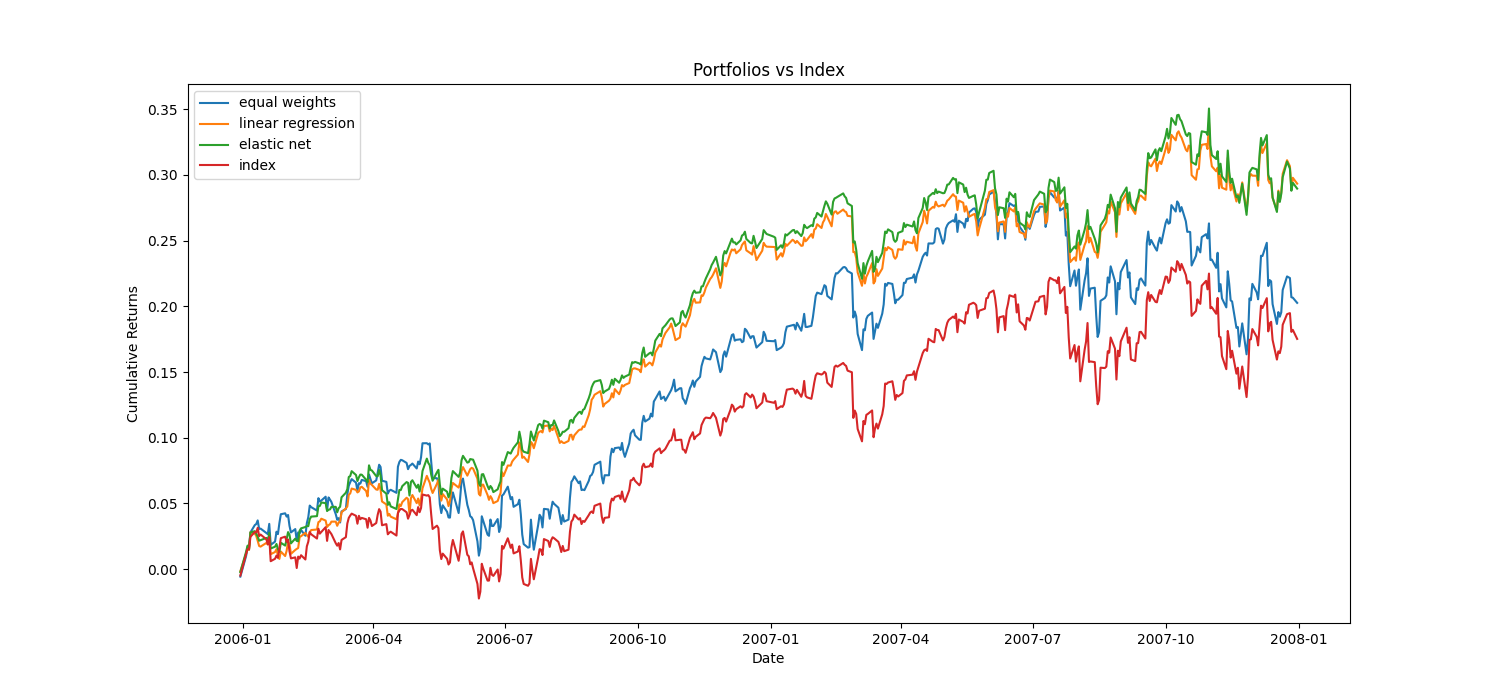 Portfolios vs Index
equal weights
linear regression
elastic net
index
Cumulative Returns
0.35
0.30
0.25
0.20
0.15
0.10
0.05
0.00
2006-01 2006-04 2006-07 2006-10 2007-01 2007-04 2007-07 2007-10 2008-01
Date